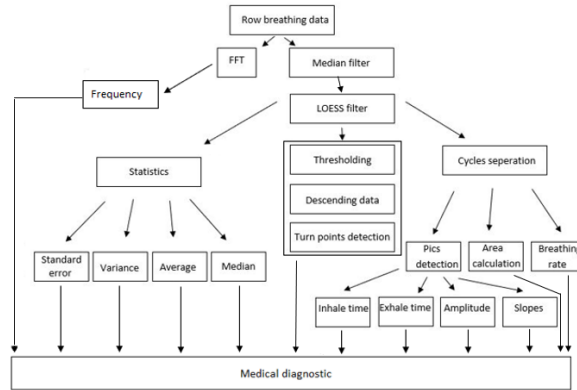 Row breathing data
FFT
Median filter
Frequency
LOESS filter
Thresholding
Cycles seperation
Statistics
Descending data
Turn points detection
Standard
error
Variance
Average
Median
Pics
detection
Area
calculation
Breathing
rate
Inhale time
Exhale time
Amplitude
Slopes
Medical diagnostic